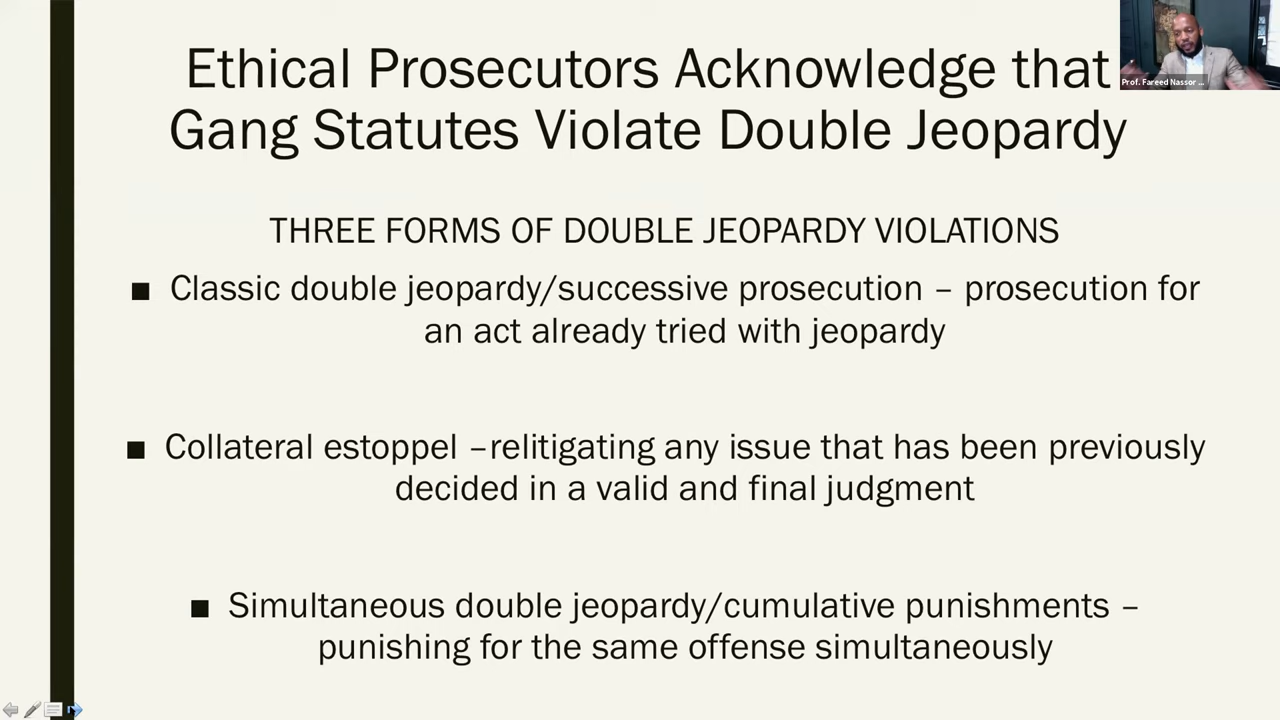 Ethical Prosecutors Acknowledge that
Gang Statutes Violate Double Jeopardy
Prof. Fareed Nassor ...
THREE FORMS OF DOUBLE JEOPARDY VIOLATIONS
■ Classic double jeopardy/successive prosecution – prosecution for
an act already tried with jeopardy
■ Collateral estoppel –relitigating any issue that has been previously
decided in a valid and final judgment
■ Simultaneous double jeopardy/cumulative punishments –
punishing for the same offense simultaneously